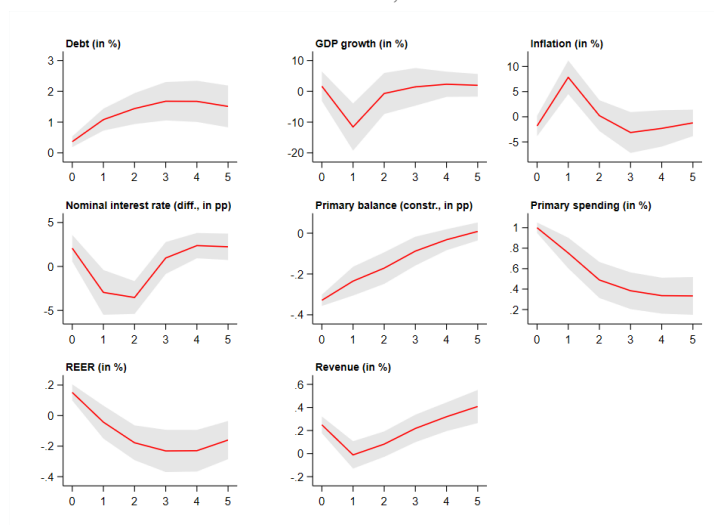 Debt (in %)
3
2
1
0
0 1 2 3 4 5
GDP growth (in %)
10
0
-10
-20
0 1 2 3 4 5
Inflation (in %)
10
5
0
-5
0 1 2 3 4 5
Nominal interest rate (diff., in pp)
5
0
-5
0 1 2 3 4 5
Primary balance (constr., in pp)
0
-.2
-.4
0 1 2 3 4 5
Primary spending (in %)
1
.8
.6
.4
.2
0 1 2 3 4 5
REER (in %)
.2
0
-.2
-.4
0 1 2 3 4 5
Revenue (in %)
.6
.4
.2
0
-.2
0 1 2 3 4 5